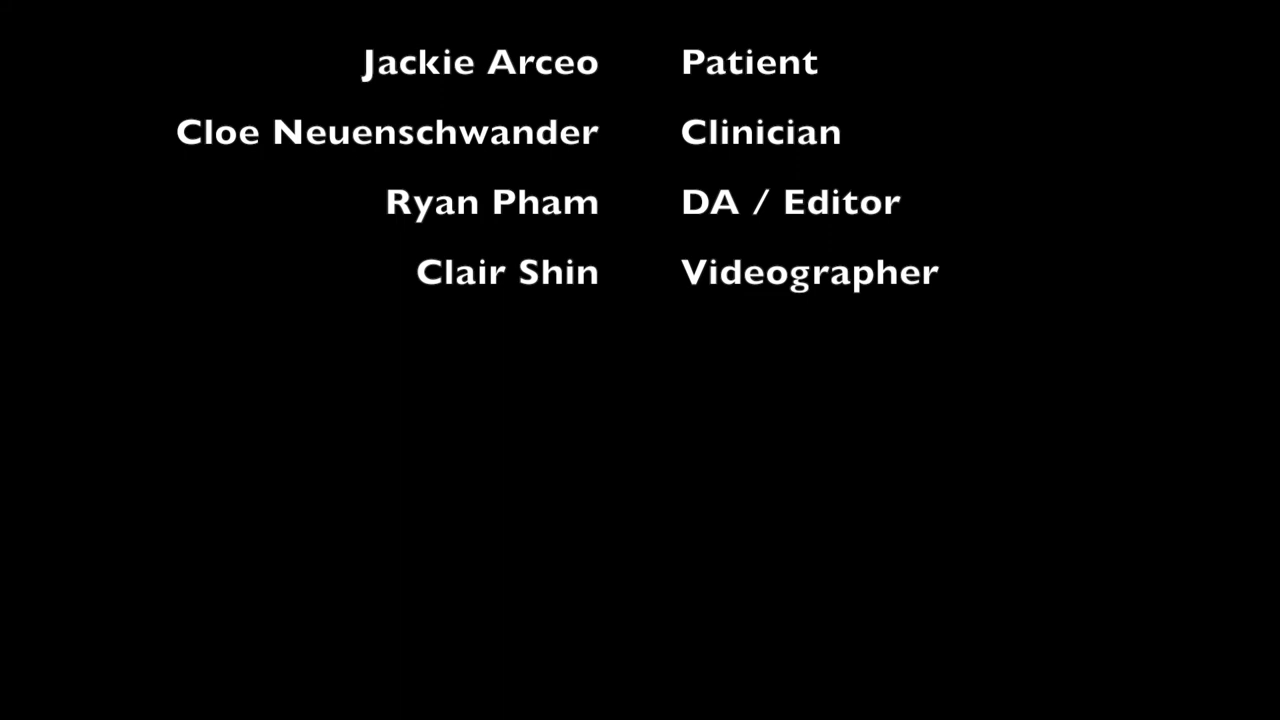 Jackie Arceo Patient
Cloe Neuenschwander Clinician
Ryan Pham DA / Editor
Clair Shin Videographer